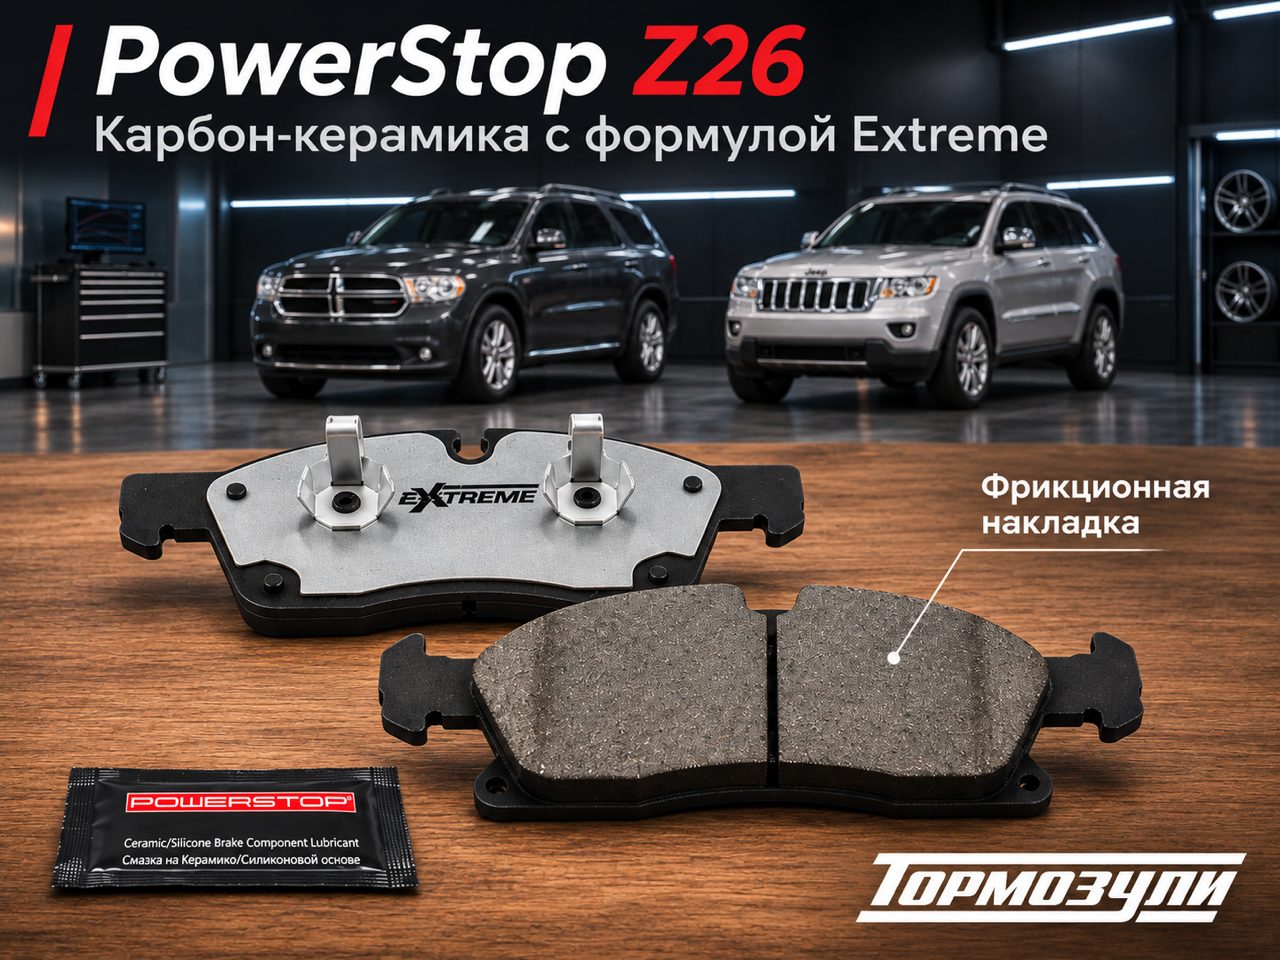 PowerStop Z26
Карбон-керамика с формулой Extreme
Jeep
EXTREME
Фрикционная
накладка
POWERSTOP®
Ceramic/Silicone Brake Component Lubricant
Смазка на Керамико/Силиконовой основе
Тормозули